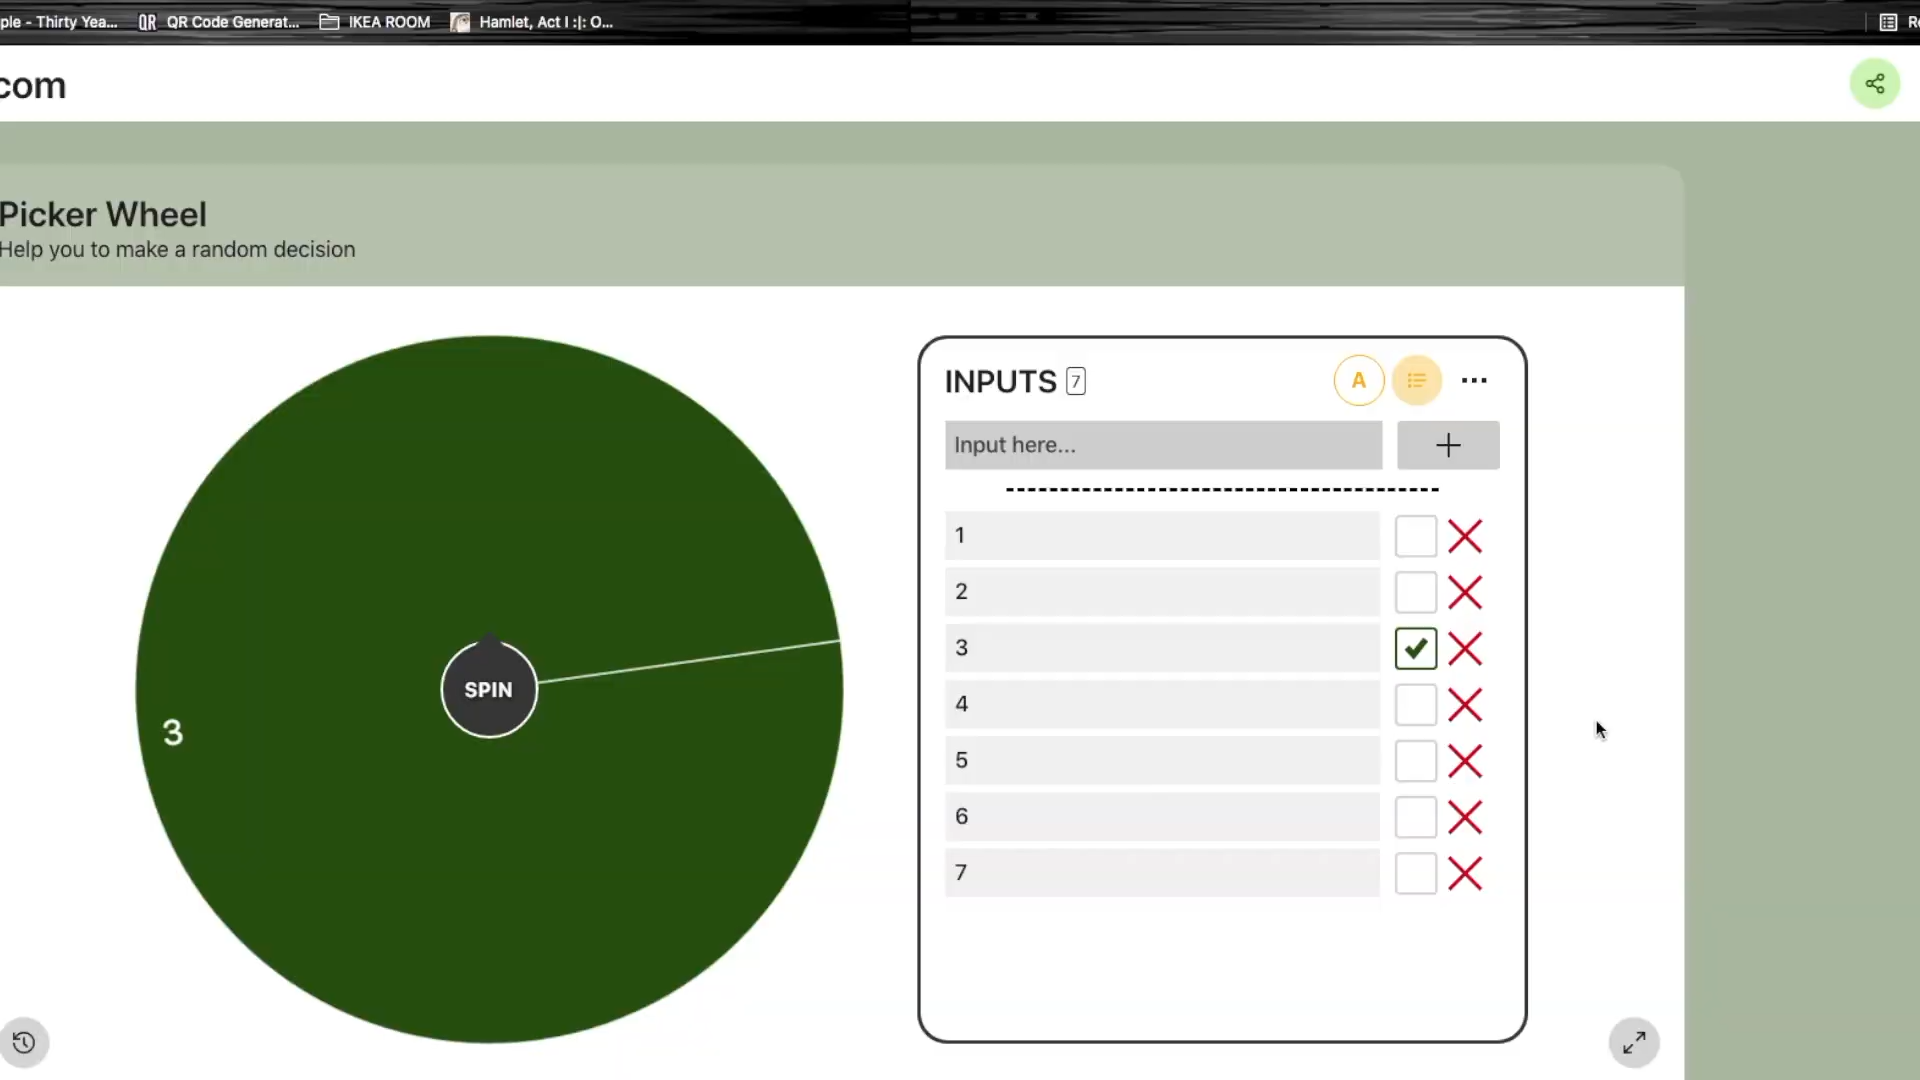 ple - Thirty Yea... QR QR Code Generat... IKEA ROOM Hamlet, Act I :|: O...
com
Picker Wheel
Help you to make a random decision
3
SPIN
INPUTS 7
A
Input here...
1
2
3
4
5
6
7